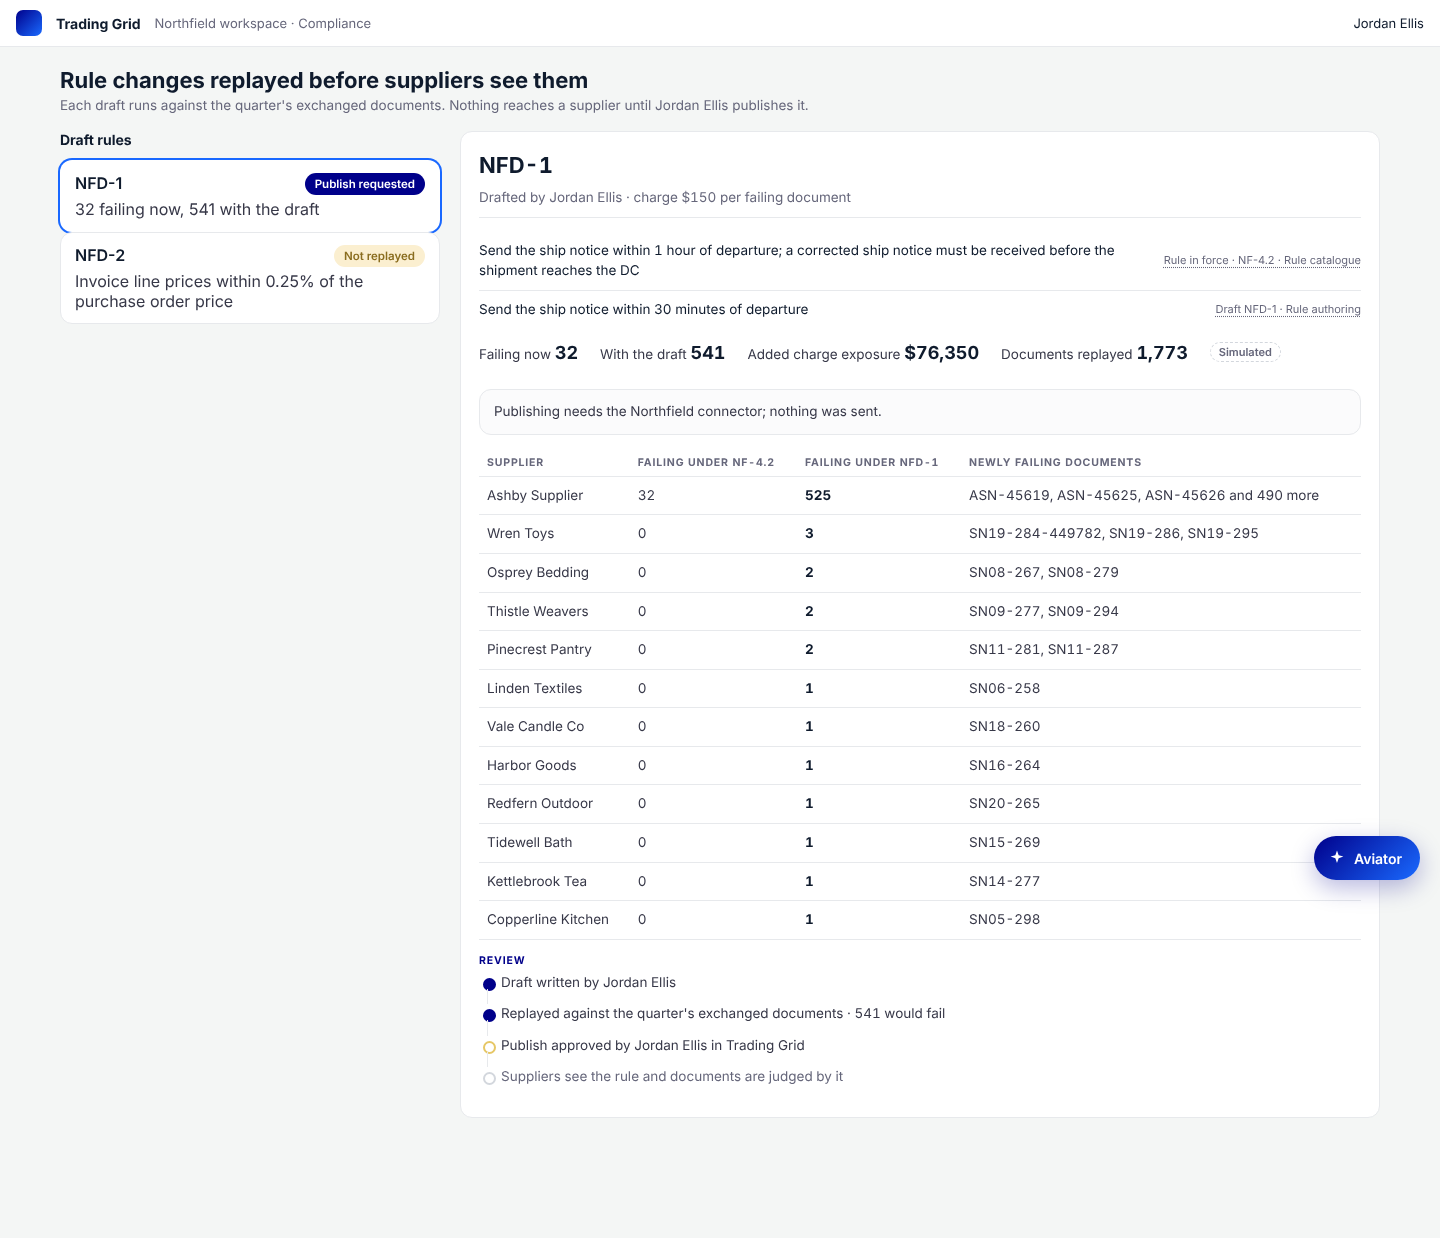 Trading Grid Northfield workspace · Compliance Jordan Ellis
Rule changes replayed before suppliers see them
Each draft runs against the quarter's exchanged documents. Nothing reaches a supplier until Jordan Ellis publishes it.
Draft rules
NFD-1 Publish requested
32 failing now, 541 with the draft
NFD-2 Not replayed
Invoice line prices within 0.25% of the
purchase order price
NFD-1
Drafted by Jordan Ellis · charge $150 per failing document
Send the ship notice within 1 hour of departure; a corrected ship notice must be received before the
shipment reaches the DC
Rule in force · NF-4.2 · Rule catalogue
Send the ship notice within 30 minutes of departure
Draft NFD-1 · Rule authoring
Failing now 32 With the draft 541 Added charge exposure $76,350 Documents replayed 1,773 Simulated
Publishing needs the Northfield connector; nothing was sent.
SUPPLIER FAILING UNDER NF-4.2 FAILING UNDER NFD-1 NEWLY FAILING DOCUMENTS
Ashby Supplier 32 525 ASN-45619, ASN-45625, ASN-45626 and 490 more
Wren Toys 0 3 SN19-284-449782, SN19-286, SN19-295
Osprey Bedding 0 2 SN08-267, SN08-279
Thistle Weavers 0 2 SN09-277, SN09-294
Pinecrest Pantry 0 2 SN11-281, SN11-287
Linden Textiles 0 1 SN06-258
Vale Candle Co 0 1 SN18-260
Harbor Goods 0 1 SN16-264
Redfern Outdoor 0 1 SN20-265
Tidewell Bath 0 1 SN15-269
Kettlebrook Tea 0 1 SN14-277
Copperline Kitchen 0 1 SN05-298
Aviator
REVIEW
Draft written by Jordan Ellis
Replayed against the quarter's exchanged documents · 541 would fail
Publish approved by Jordan Ellis in Trading Grid
Suppliers see the rule and documents are judged by it